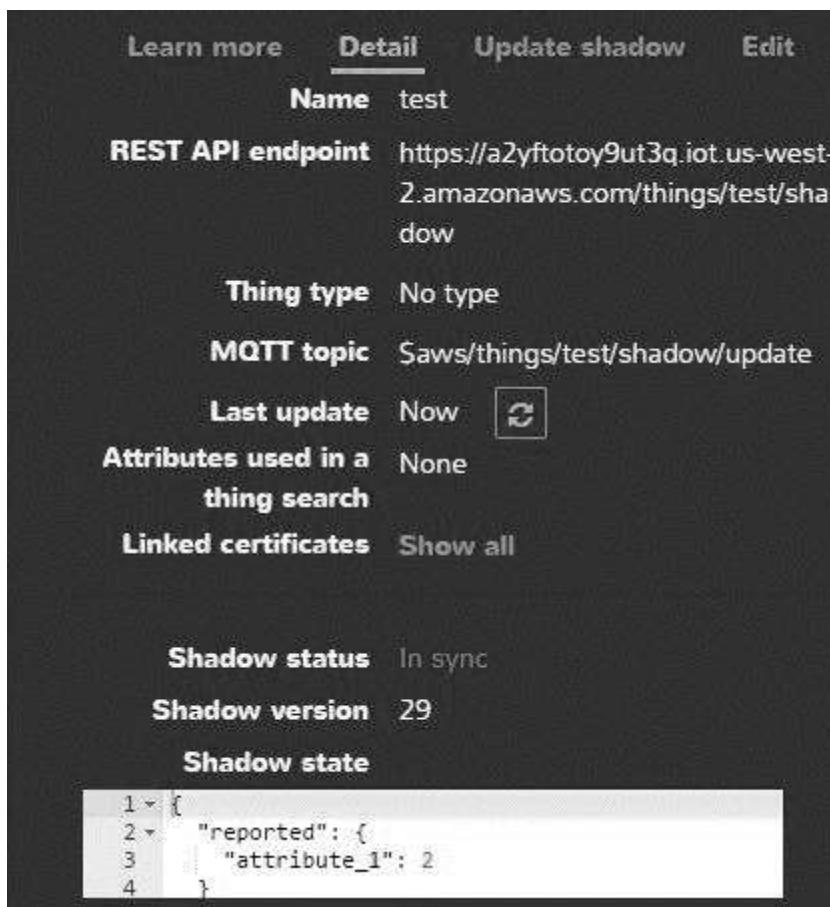 Learn more Detail Update shadow Edit
Name test
REST API endpoint https://a2yftotoy9ut3q.iot.us-west-
2.amazonaws.com/things/test/sha
dow
Thing type No type
MQTT topic $aws/things/test/shadow/update
Last update Now
Attributes used in a None
thing search
Linked certificates Show all
Shadow status In sync
Shadow version 29
Shadow state
1 {
2 "reported": {
3 "attribute_1": 2
4 }